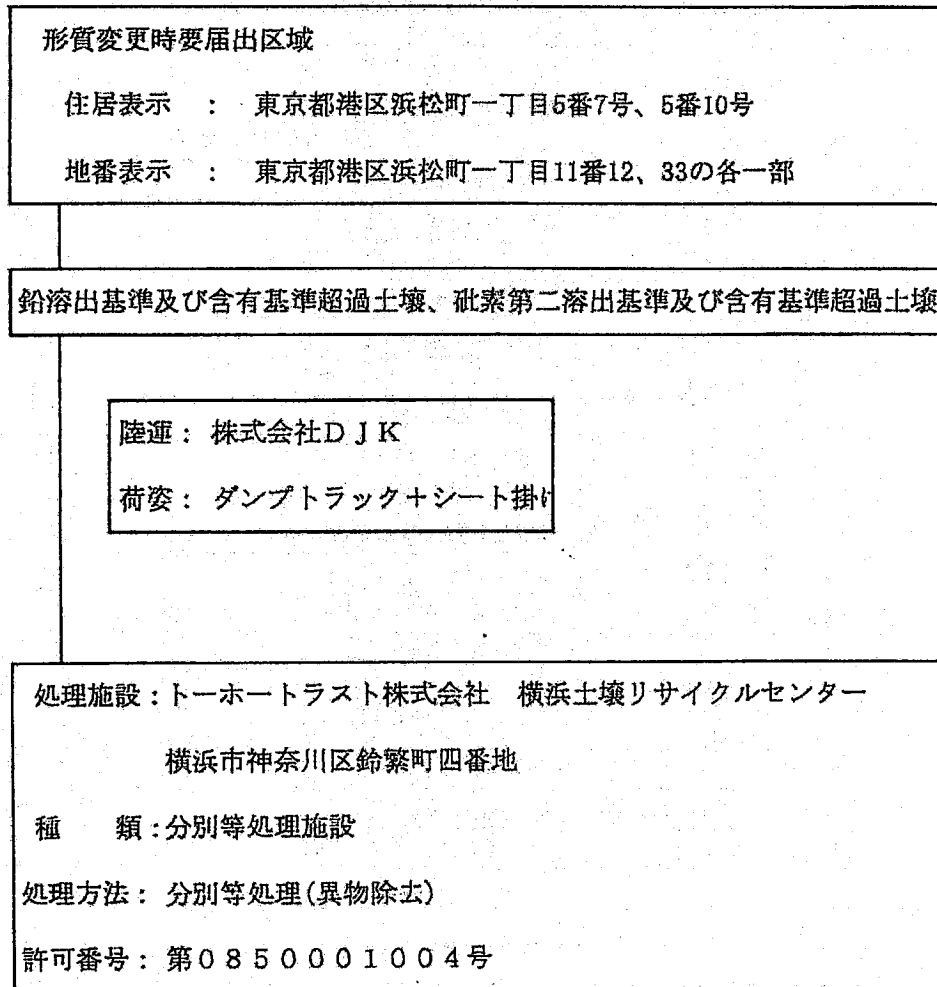 形質変更時要届出区域
住居表示 : 東京都港区浜松町一丁目5番7号、5番10号
地番表示 : 東京都港区浜松町一丁目11番12、33の各一部
鉛溶出基準及び含有基準超過土壌、砒素第二溶出基準及び含有基準超過土壌
陸運: 株式会社DJK
荷姿: ダンプトラック+シート掛け
処理施設:トーホートラスト株式会社 横浜土壌リサイクルセンター
横浜市神奈川区鈴繁町四番地
種 類:分別等処理施設
処理方法: 分別等処理(異物除去)
許可番号: 第0850001004号